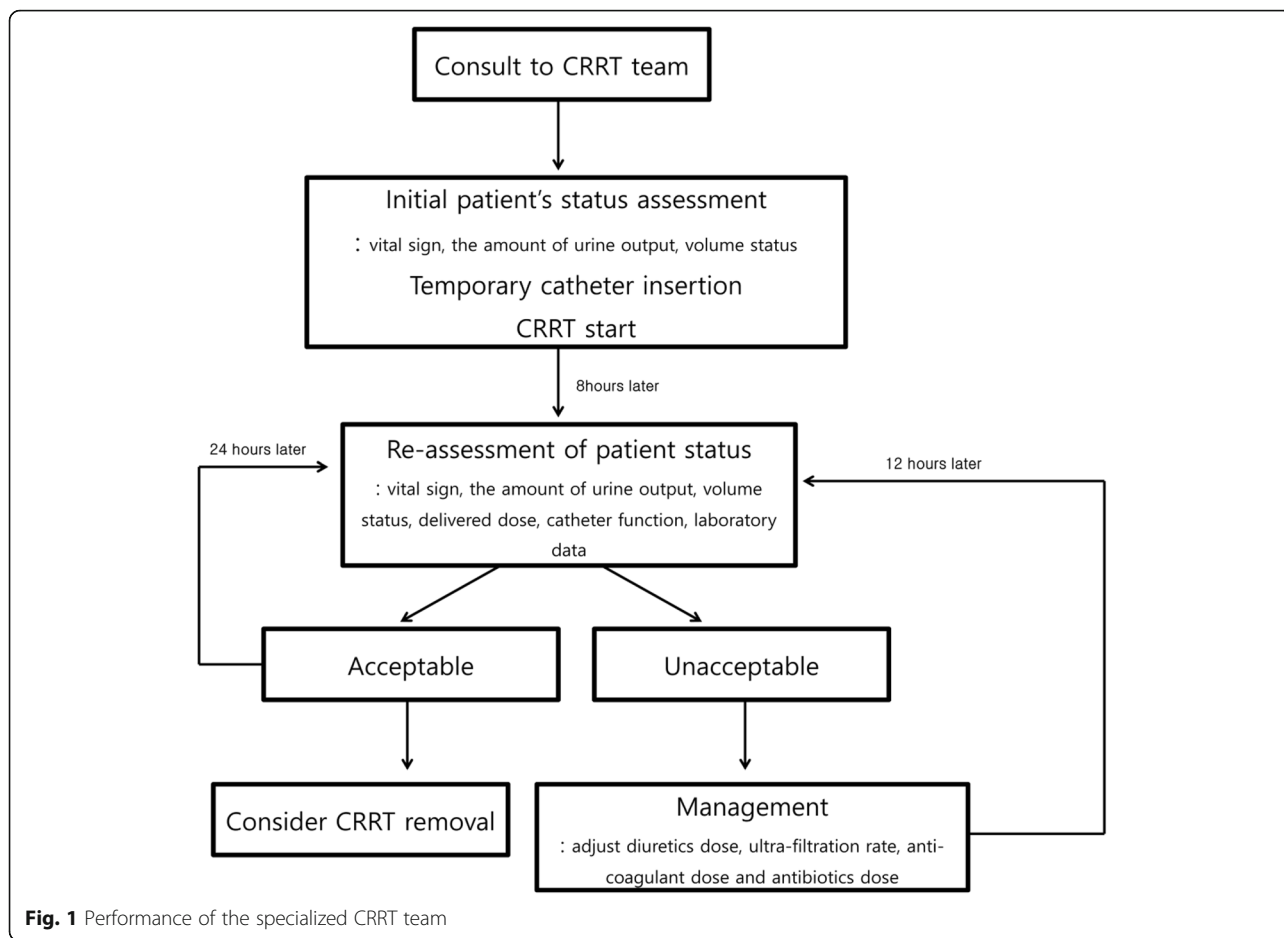 Consult to CRRT team
Initial patient's status assessment
: vital sign, the amount of urine output, volume status
Temporary catheter insertion
CRRT start
8hours later
24 hours later
Re-assessment of patient status
: vital sign, the amount of urine output, volume
status, delivered dose, catheter function, laboratory
data
12 hours later
Acceptable
Unacceptable
Consider CRRT removal
Management
: adjust diuretics dose, ultra-filtration rate, anti-
coagulant dose and antibiotics dose
Fig. 1 Performance of the specialized CRRT team